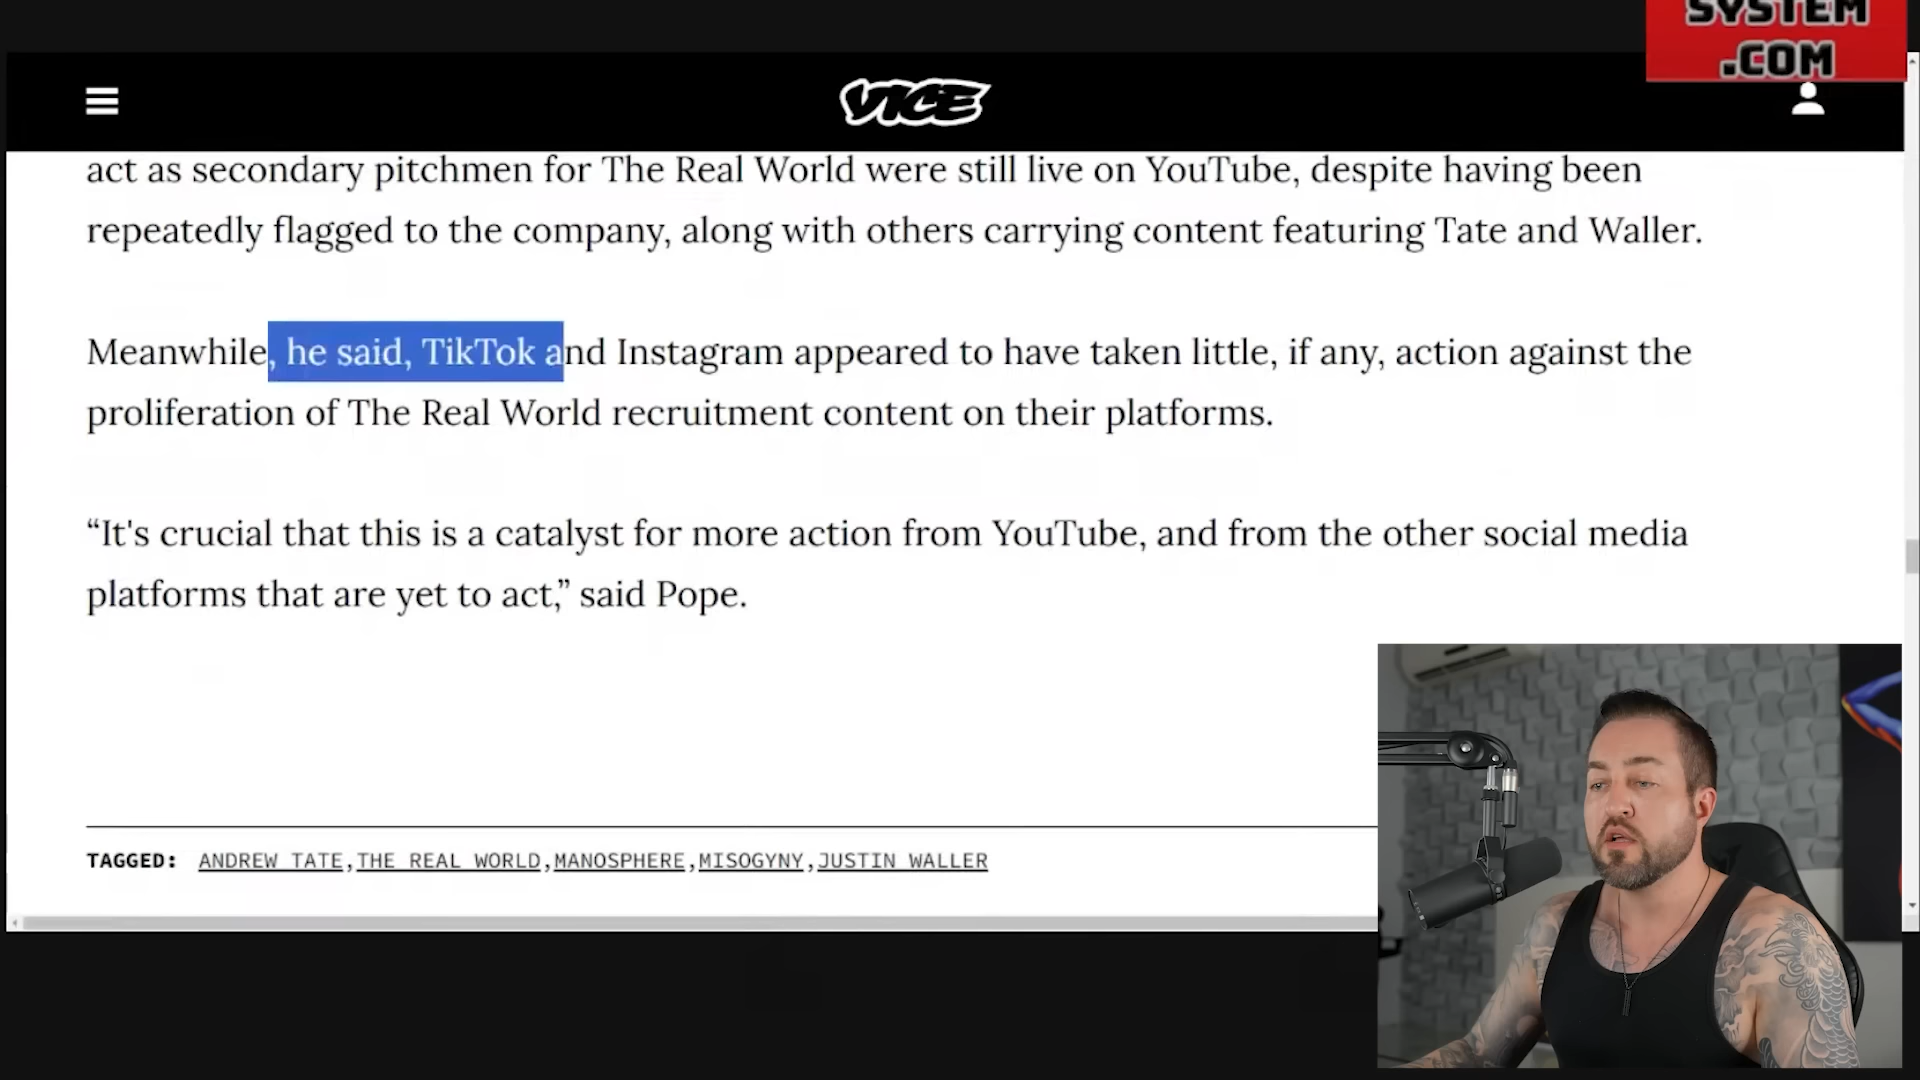 SYSTEM
.COM
VICE
act as secondary pitchmen for The Real World were still live on YouTube, despite having been
repeatedly flagged to the company, along with others carrying content featuring Tate and Waller.
Meanwhile, he said, TikTok and Instagram appeared to have taken little, if any, action against the
proliferation of The Real World recruitment content on their platforms.
“It's crucial that this is a catalyst for more action from YouTube, and from the other social media
platforms that are yet to act,” said Pope.
TAGGED: ANDREW TATE,THE REAL WORLD,MANOSPHERE,MISOGYNY,JUSTIN WALLER